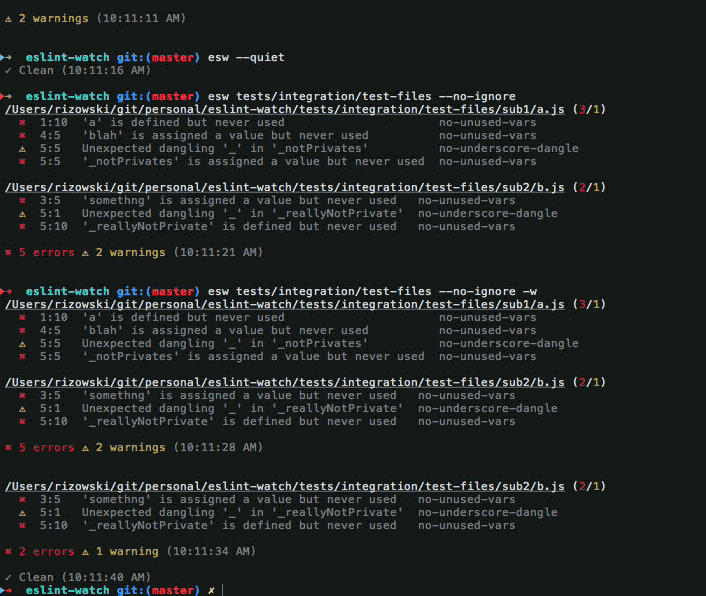 ⚠ 2 warnings (10:11:11 AM)
➜ eslint-watch git:(master) esw --quiet
✓ Clean (10:11:16 AM)
➜ eslint-watch git:(master) esw tests/integration/test-files --no-ignore
/Users/rizowski/git/personal/eslint-watch/tests/integration/test-files/sub1/a.js (3/1)
✖ 1:10 'a' is defined but never used no-unused-vars
✖ 4:5 'blah' is assigned a value but never used no-unused-vars
⚠ 5:5 Unexpected dangling '_' in '_notPrivates' no-underscore-dangle
✖ 5:5 '_notPrivates' is assigned a value but never used no-unused-vars
/Users/rizowski/git/personal/eslint-watch/tests/integration/test-files/sub2/b.js (2/1)
✖ 3:5 'somethng' is assigned a value but never used no-unused-vars
⚠ 5:1 Unexpected dangling '_' in '_reallyNotPrivate' no-underscore-dangle
✖ 5:10 '_reallyNotPrivate' is defined but never used no-unused-vars
✖ 5 errors ⚠ 2 warnings (10:11:21 AM)
➜ eslint-watch git:(master) esw tests/integration/test-files --no-ignore -w
/Users/rizowski/git/personal/eslint-watch/tests/integration/test-files/sub1/a.js (3/1)
✖ 1:10 'a' is defined but never used no-unused-vars
✖ 4:5 'blah' is assigned a value but never used no-unused-vars
⚠ 5:5 Unexpected dangling '_' in '_notPrivates' no-underscore-dangle
✖ 5:5 '_notPrivates' is assigned a value but never used no-unused-vars
/Users/rizowski/git/personal/eslint-watch/tests/integration/test-files/sub2/b.js (2/1)
✖ 3:5 'somethng' is assigned a value but never used no-unused-vars
⚠ 5:1 Unexpected dangling '_' in '_reallyNotPrivate' no-underscore-dangle
✖ 5:10 '_reallyNotPrivate' is defined but never used no-unused-vars
✖ 5 errors ⚠ 2 warnings (10:11:28 AM)
/Users/rizowski/git/personal/eslint-watch/tests/integration/test-files/sub2/b.js (2/1)
✖ 3:5 'somethng' is assigned a value but never used no-unused-vars
⚠ 5:1 Unexpected dangling '_' in '_reallyNotPrivate' no-underscore-dangle
✖ 5:10 '_reallyNotPrivate' is defined but never used no-unused-vars
✖ 2 errors ⚠ 1 warning (10:11:34 AM)
✓ Clean (10:11:40 AM)
➜ eslint-watch git:(master) ✗